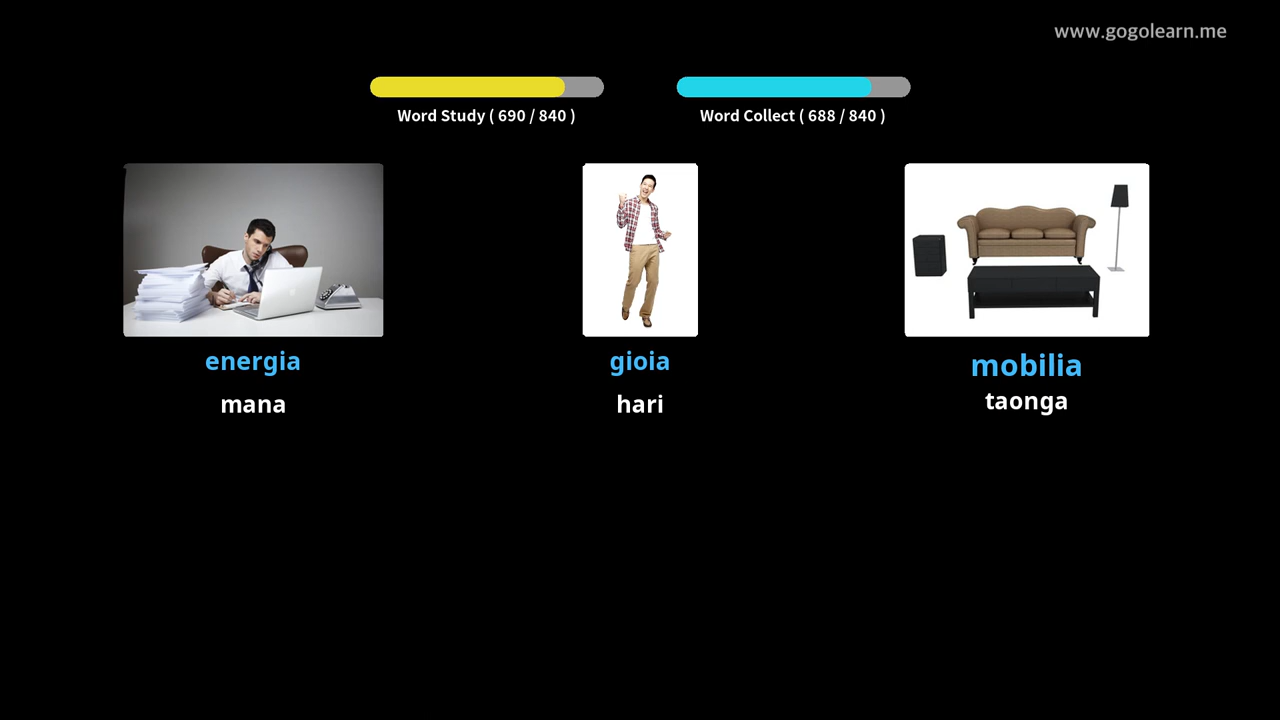 www.gogolearn.me
Word Study ( 690 / 840 )
Word Collect ( 688 / 840 )
energia
gioia
mobilia
mana
hari
taonga